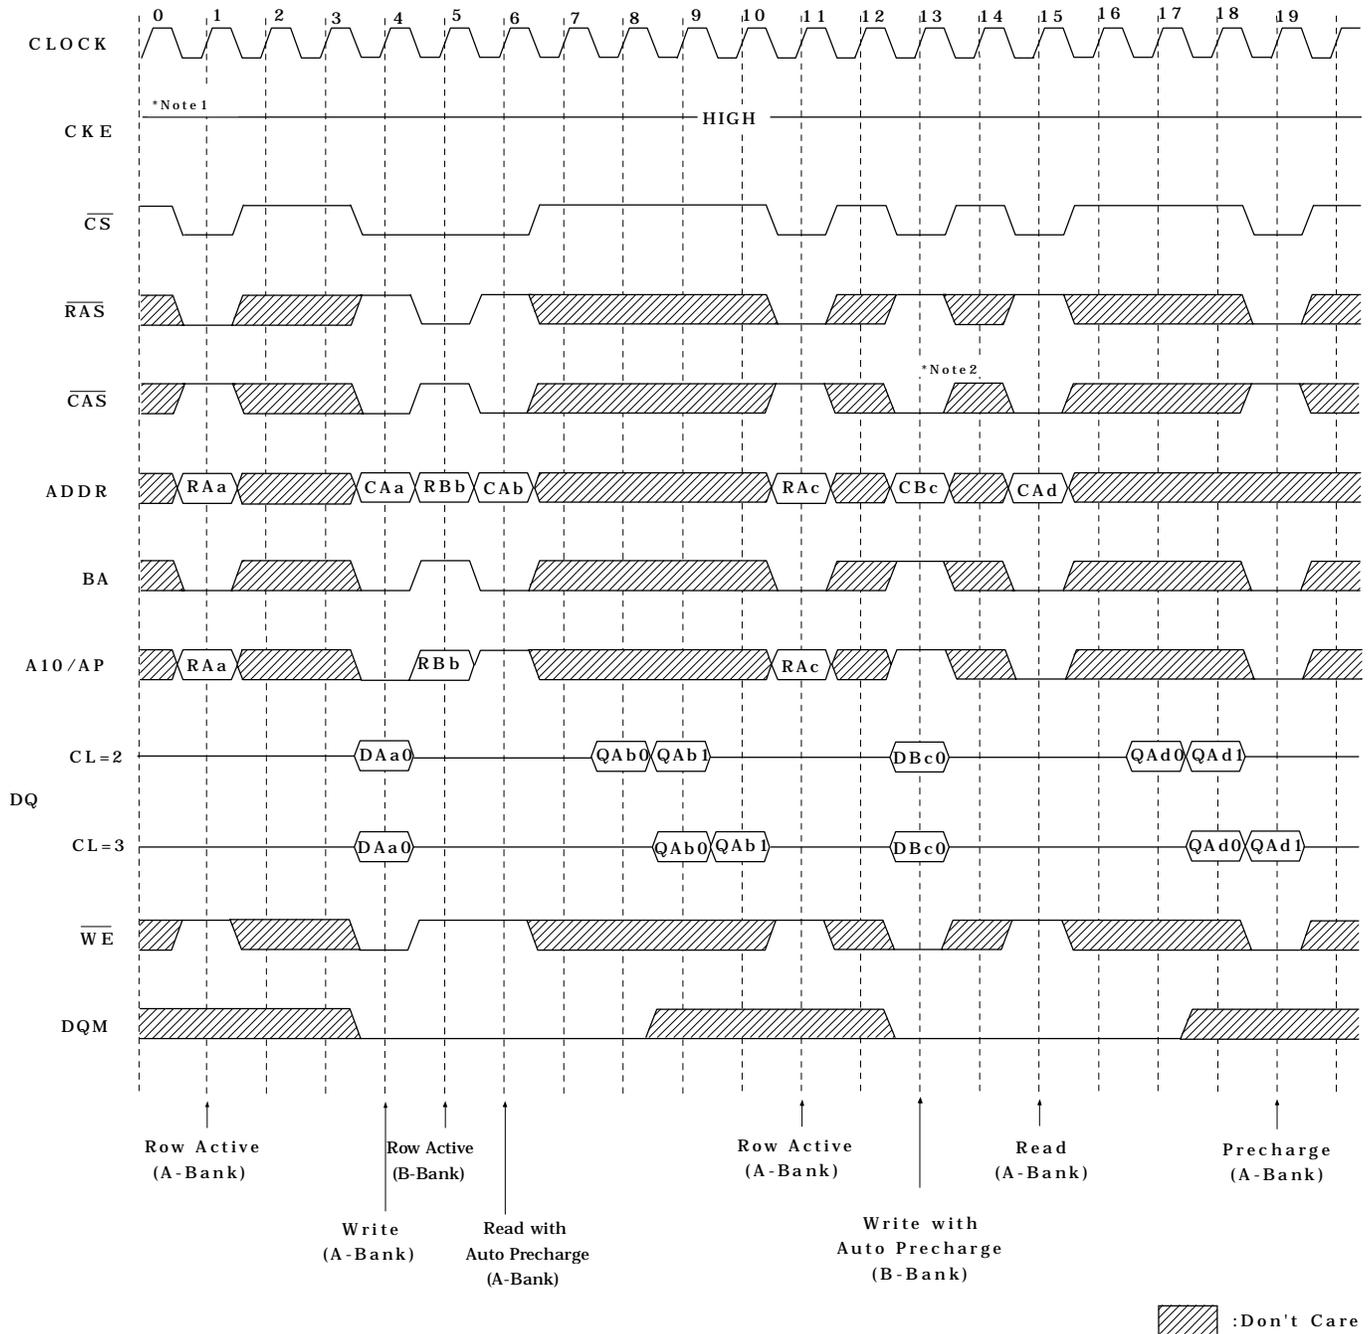 0 1 2 3 4 5 6 7 8 9 10 11 12 13 14 15 16 17 18 19
CLOCK
*Note1
CKE
HIGH
CS
RAS
*Note2
CAS
ADDR
RAa CAa RBb CAb RAc CBc CAd
BA
A10/AP
RAa RBb RAc
CL=2
DAa0 QAb0 QAb1 DBc0 QAd0 QAd1
DQ
CL=3
DAa0 QAb0 QAb1 DBc0 QAd0 QAd1
WE
DQM
Row Active
(A-Bank)
Row Active
(B-Bank)
Row Active
(A-Bank)
Read
(A-Bank)
Precharge
(A-Bank)
Write
(A-Bank)
Read with
Auto Precharge
(A-Bank)
Write with
Auto Precharge
(B-Bank)
:Don't Care